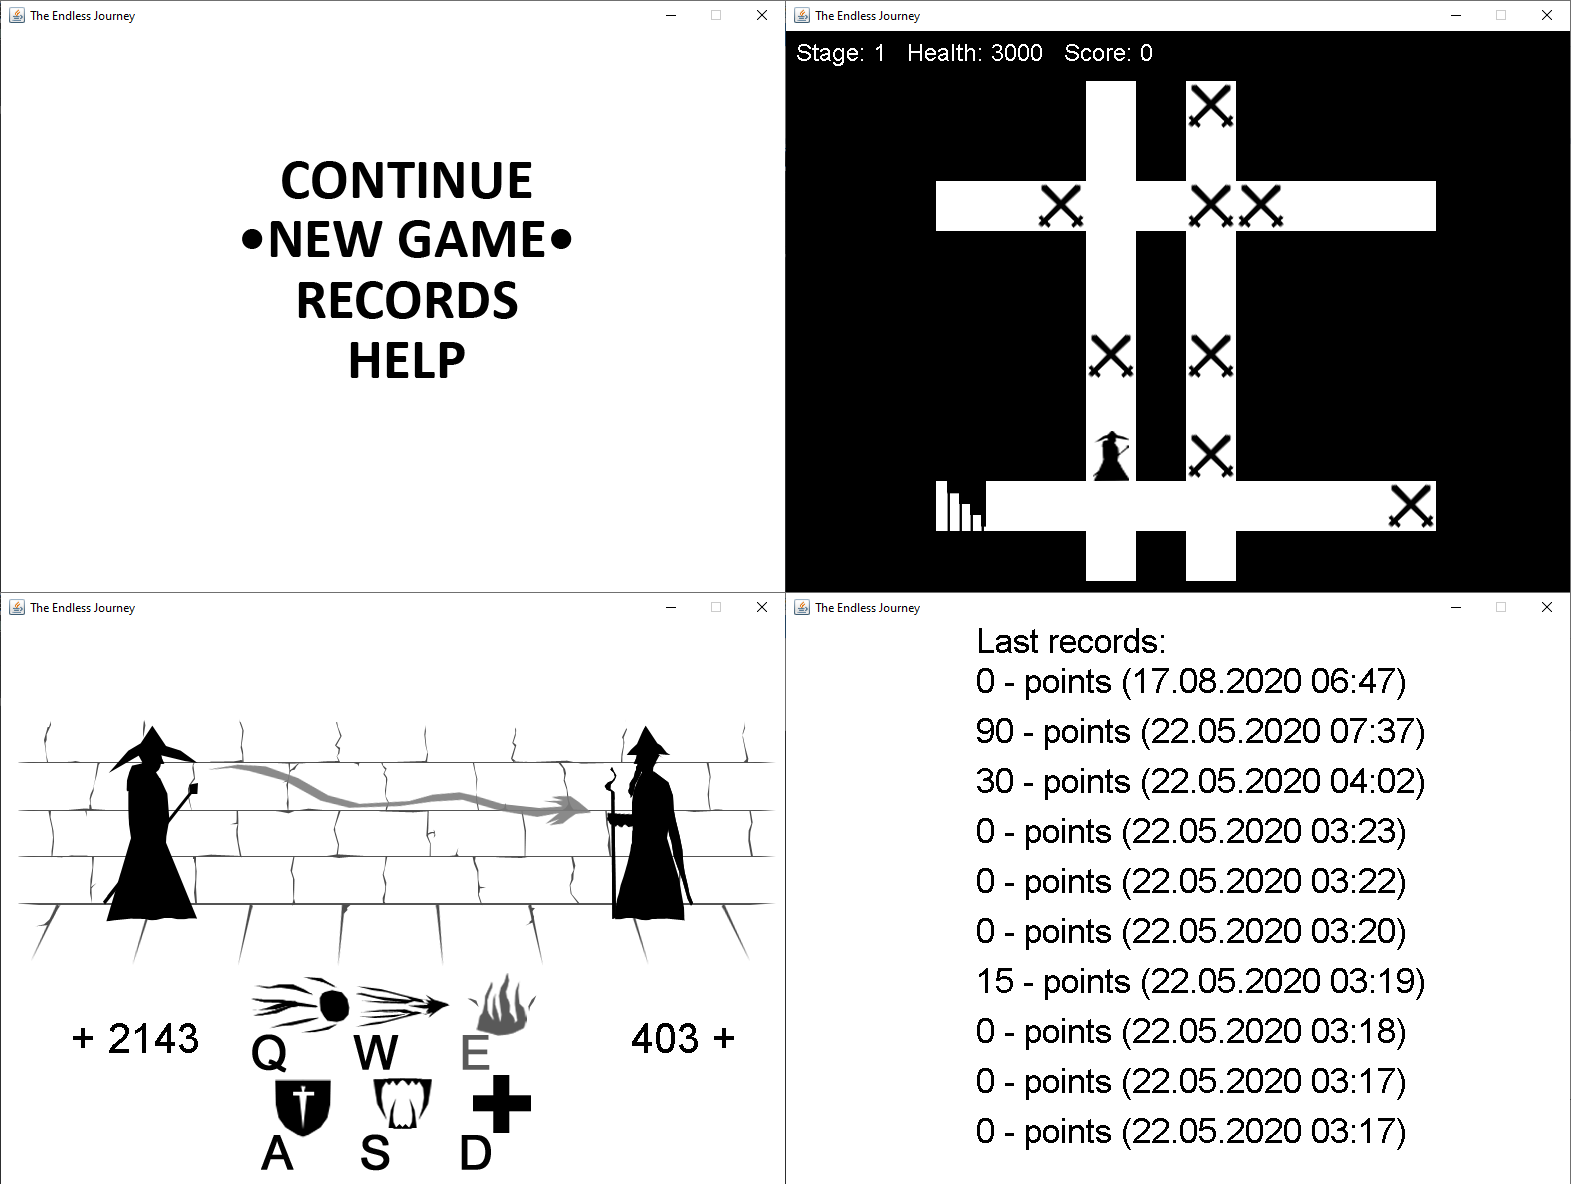 The Endless Journey
CONTINUE
•NEW GAME•
RECORDS
HELP
The Endless Journey
Stage: 1 Health: 3000 Score: 0
The Endless Journey
+ 2143
403 +
Q W E
A S D
The Endless Journey
Last records:
0 - points (17.08.2020 06:47)
90 - points (22.05.2020 07:37)
30 - points (22.05.2020 04:02)
0 - points (22.05.2020 03:23)
0 - points (22.05.2020 03:22)
0 - points (22.05.2020 03:20)
15 - points (22.05.2020 03:19)
0 - points (22.05.2020 03:18)
0 - points (22.05.2020 03:17)
0 - points (22.05.2020 03:17)